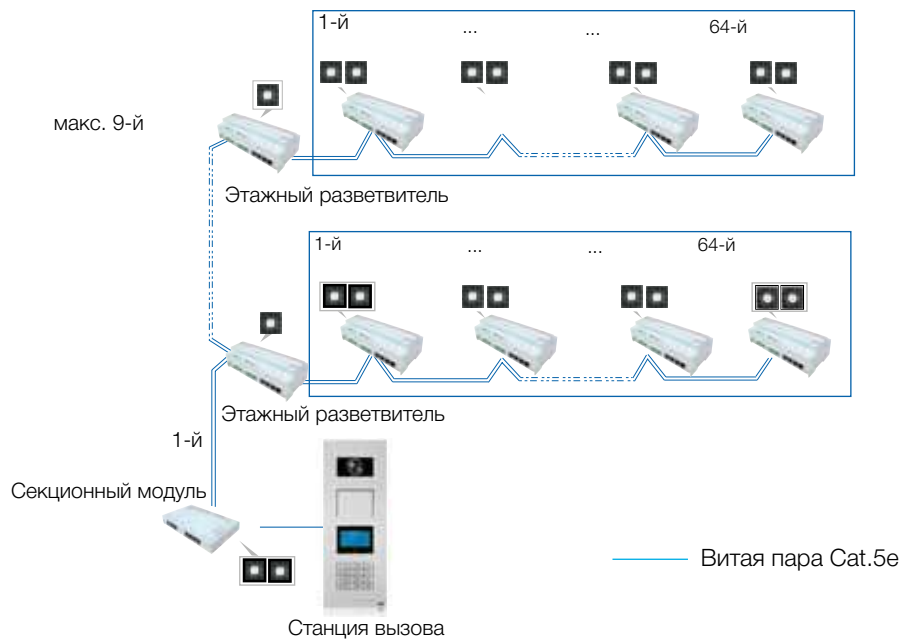 1-й
...
...
64-й
макс. 9-й
Этажный разветвитель
1-й
...
...
64-й
Этажный разветвитель
1-й
Секционный модуль
Витая пара Cat.5e
Станция вызова